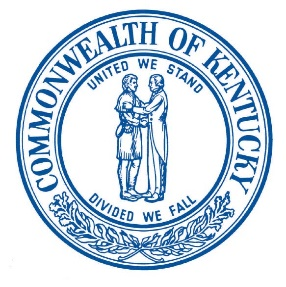 COMMONWEALTH OF KENTUCKY
UNITED WE STAND
DIVIDED WE FALL